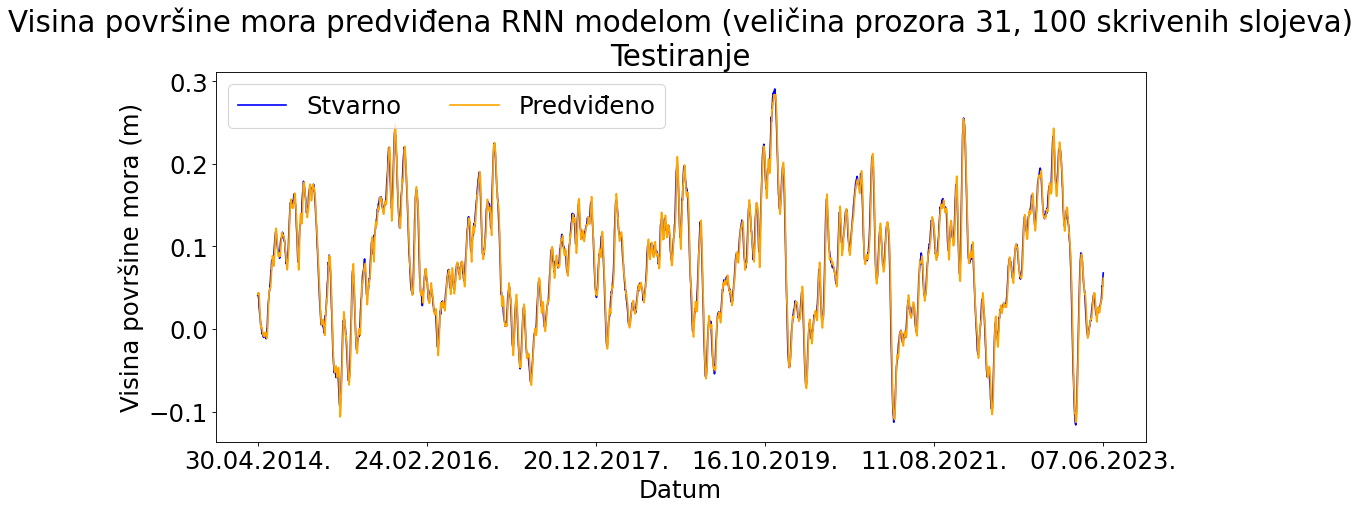 Visina površine mora predviđena RNN modelom (veličina prozora 31, 100 skrivenih slojeva)
Testiranje
Stvarno
Predviđeno
Visina površine mora (m)
0.3
0.2
0.1
0.0
−0.1
30.04.2014. 24.02.2016. 20.12.2017. 16.10.2019. 11.08.2021. 07.06.2023.
Datum